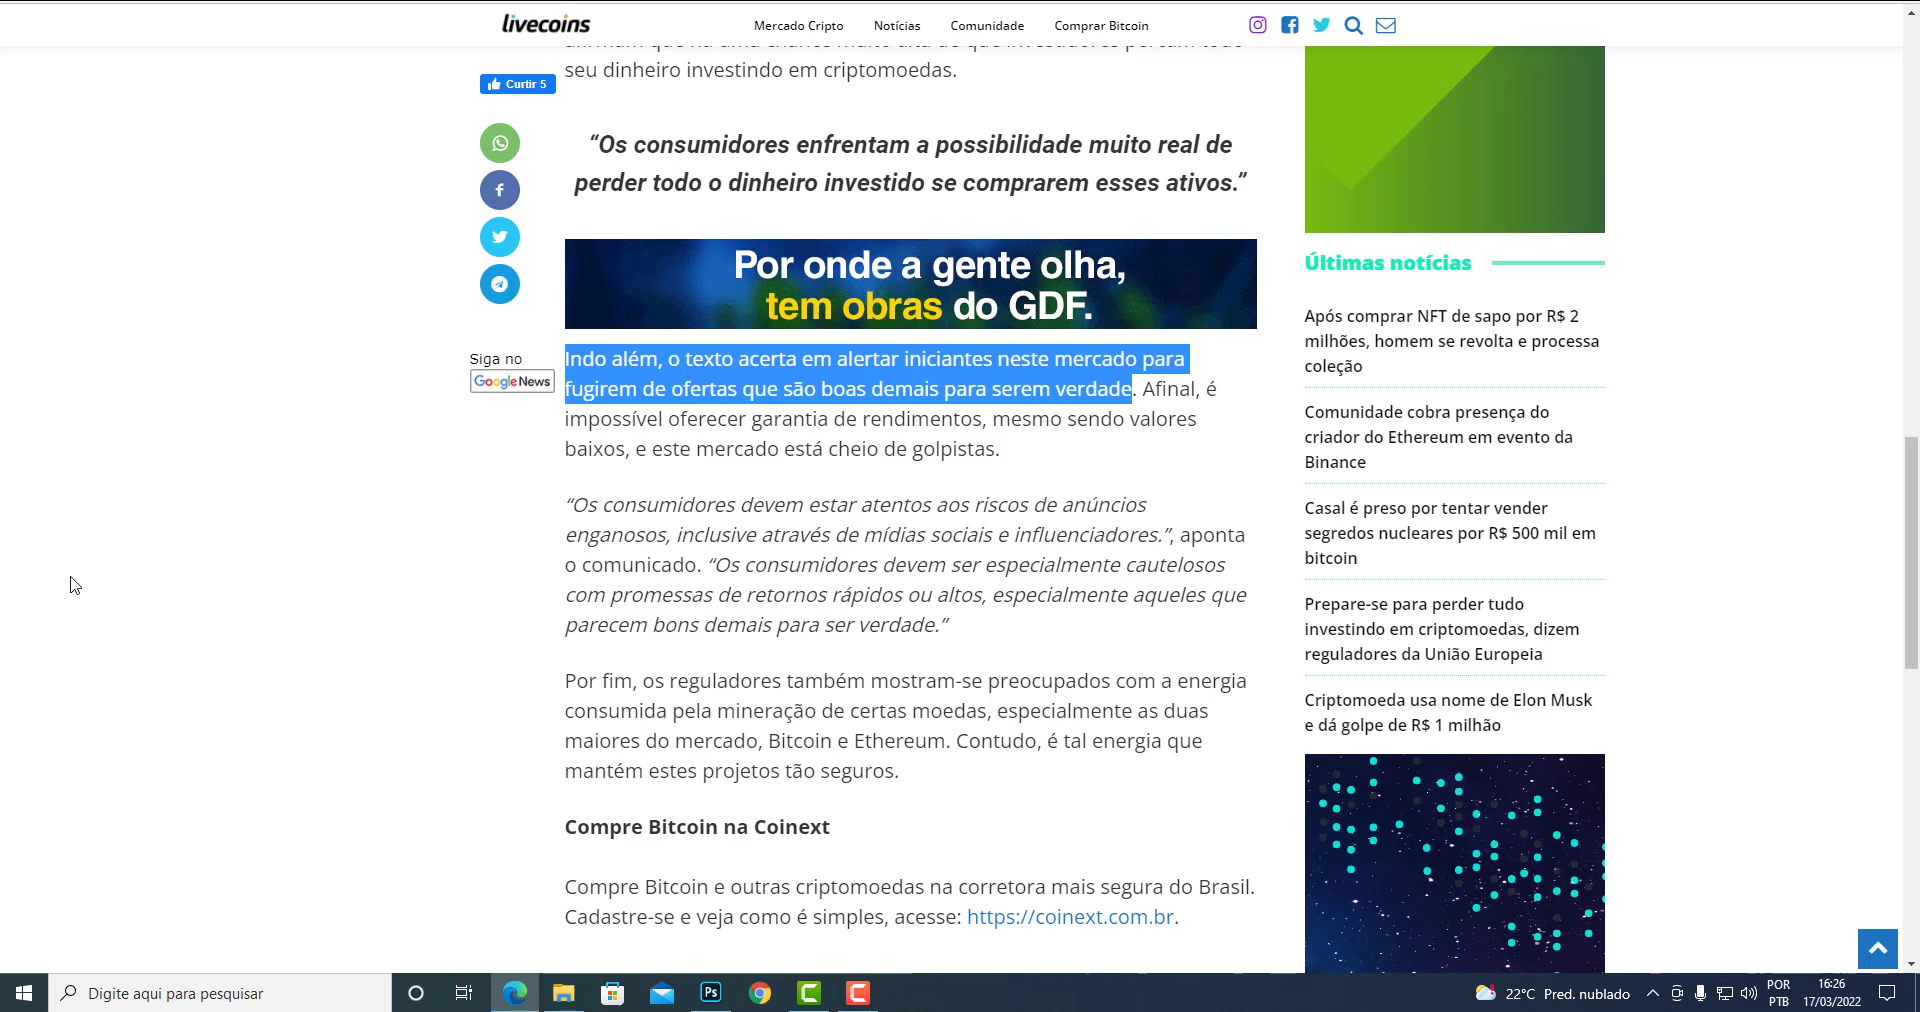 livecoins
Mercado Cripto
Notícias
Comunidade
Comprar Bitcoin
seu dinheiro investindo em criptomoedas.
Curtir 5
“Os consumidores enfrentam a possibilidade muito real de
perder todo o dinheiro investido se comprarem esses ativos.”
Por onde a gente olha,
tem obras do GDF.
Siga no
Google News
Indo além, o texto acerta em alertar iniciantes neste mercado para
fugirem de ofertas que são boas demais para serem verdade. Afinal, é
impossível oferecer garantia de rendimentos, mesmo sendo valores
baixos, e este mercado está cheio de golpistas.
“Os consumidores devem estar atentos aos riscos de anúncios
enganosos, inclusive através de mídias sociais e influenciadores.”, aponta
o comunicado. “Os consumidores devem ser especialmente cautelosos
com promessas de retornos rápidos ou altos, especialmente aqueles que
parecem bons demais para ser verdade.”
Por fim, os reguladores também mostram-se preocupados com a energia
consumida pela mineração de certas moedas, especialmente as duas
maiores do mercado, Bitcoin e Ethereum. Contudo, é tal energia que
mantém estes projetos tão seguros.
Compre Bitcoin na Coinext
Compre Bitcoin e outras criptomoedas na corretora mais segura do Brasil.
Cadastre-se e veja como é simples, acesse: https://coinext.com.br.
Últimas notícias
Após comprar NFT de sapo por R$ 2
milhões, homem se revolta e processa
coleção
Comunidade cobra presença do
criador do Ethereum em evento da
Binance
Casal é preso por tentar vender
segredos nucleares por R$ 500 mil em
bitcoin
Prepare-se para perder tudo
investindo em criptomoedas, dizem
reguladores da União Europeia
Criptomoeda usa nome de Elon Musk
e dá golpe de R$ 1 milhão
Digite aqui para pesquisar
Ps
22°C Pred. nublado
POR
PTB
16:26
17/03/2022